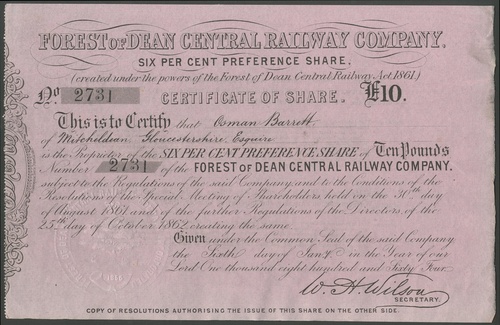 FOREST OF DEAN CENTRAL RAILWAY COMPANY.
SIX PER CENT PREFERENCE SHARE.
(created under the powers of the Forest of Dean Central Railway Act 1861.)
No. 2731 CERTIFICATE OF SHARE. £10.
This is to Certify that Osman Barrett
of Mitcheldean Gloucestershire Esquire
is the Proprietor of the SIX PER CENT PREFERENCE SHARE of Ten Pounds
Number 2731 of the FOREST OF DEAN CENTRAL RAILWAY COMPANY.
subject to the Regulations of the said Company and to the Conditions of the
Resolutions of the Special Meeting of Shareholders held on the 30th day
of August 1861 and of the further Regulations of the Directors, of the
25th day of October 1862 creating the same.
Given under the Common Seal of the said Company
the Sixth day of Jany. in the Year of our
Lord One thousand eight hundred and Sixty Four
W. H. Wilson
SECRETARY.
COPY OF RESOLUTIONS AUTHORISING THE ISSUE OF THIS SHARE ON THE OTHER SIDE.